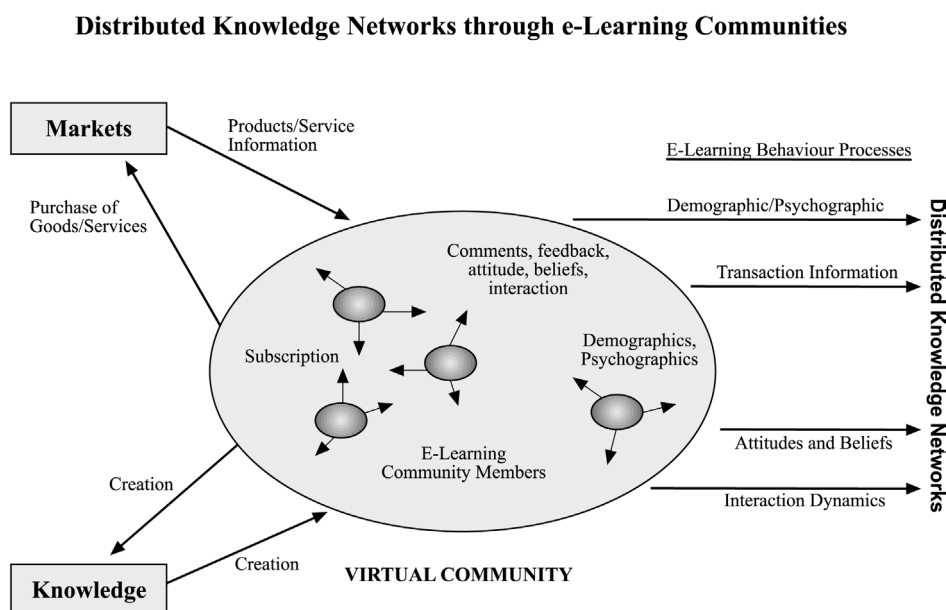 Distributed Knowledge Networks through e-Learning Communities
Markets
Products/Service
Information
E-Learning Behaviour Processes
Purchase of
Goods/Services
Demographic/Psychographic
Comments, feedback,
attitude, beliefs,
interaction
Transaction Information
Subscription
Demographics,
Psychographics
Attitudes and Beliefs
E-Learning
Community Members
Interaction Dynamics
Creation
Creation
Knowledge
VIRTUAL COMMUNITY
Distributed Knowledge Networks